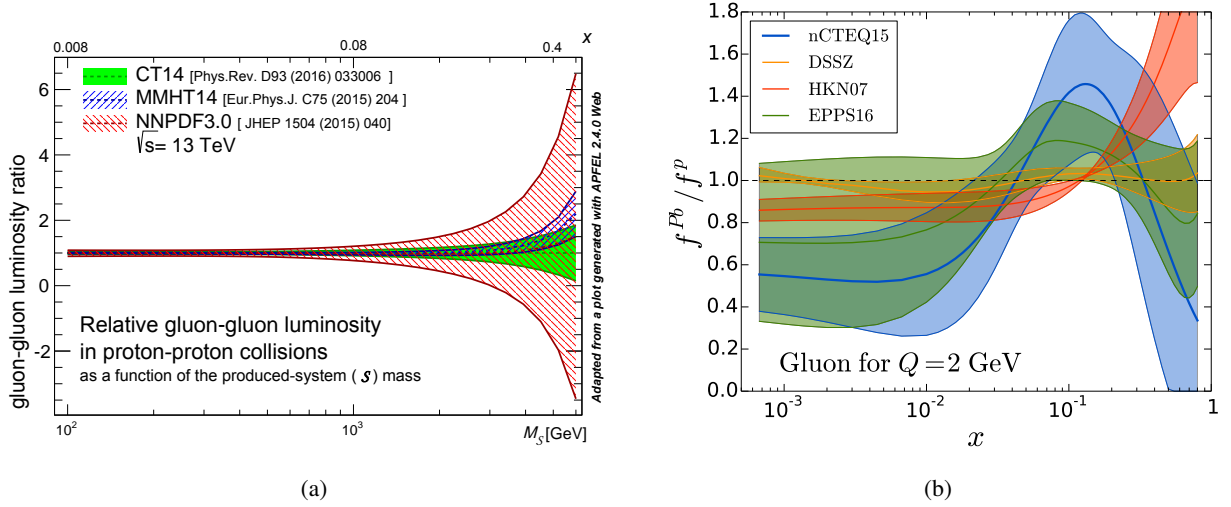 0.008 0.08 0.4 x
CT14 [Phys.Rev. D93 (2016) 033006 ]
MMHT14 [Eur.Phys.J. C75 (2015) 204 ]
NNPDF3.0 [ JHEP 1504 (2015) 040]
√s= 13 TeV
gluon-gluon luminosity ratio
6
4
2
0
-2
Relative gluon-gluon luminosity
in proton-proton collisions
as a function of the produced-system ( S ) mass
10²
10³
M_S[GeV]
Adapted from a plot generated with APFEL 2.4.0 Web
(a)
nCTEQ15
DSSZ
HKN07
EPPS16
f^{Pb}/f^{p}
1.8
1.6
1.4
1.2
1.0
0.8
0.6
0.4
0.2
0.0
Gluon for Q=2 GeV
10⁻³
10⁻²
10⁻¹
1
x
(b)